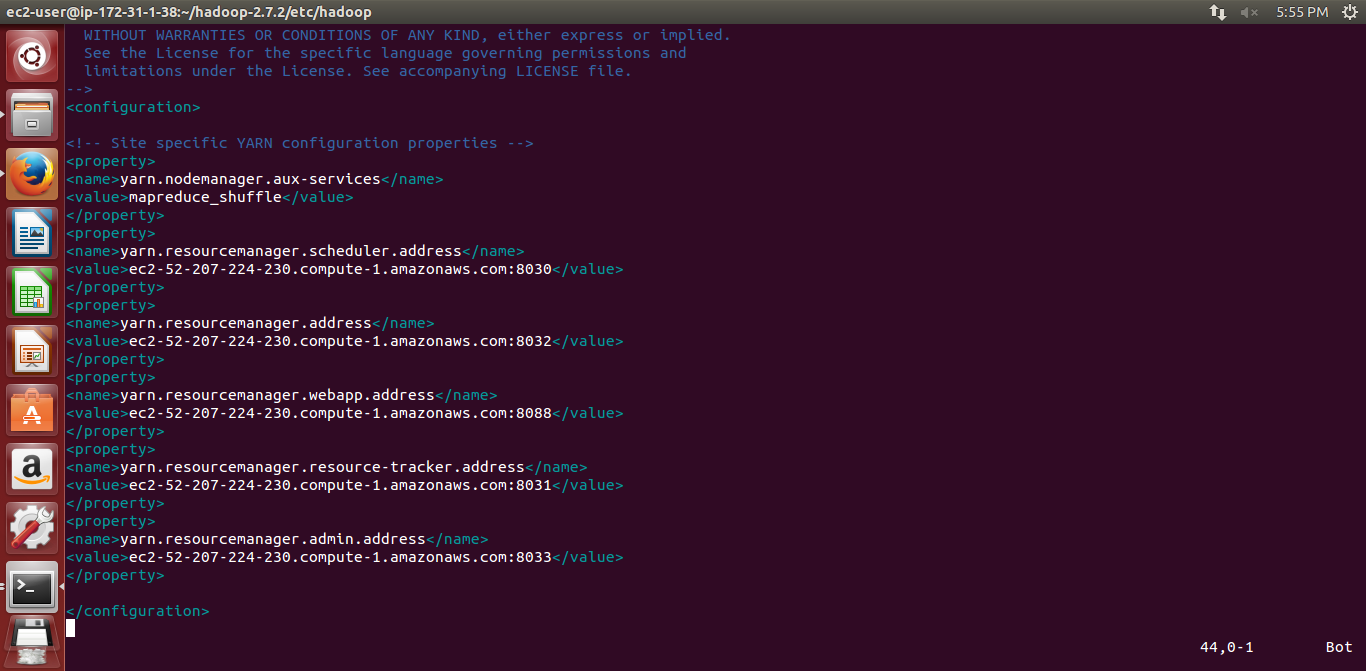 ec2-user@ip-172-31-1-38:~/hadoop-2.7.2/etc/hadoop
5:55 PM
WITHOUT WARRANTIES OR CONDITIONS OF ANY KIND, either express or implied.
See the License for the specific language governing permissions and
limitations under the License. See accompanying LICENSE file.
-->
<configuration>
<!-- Site specific YARN configuration properties -->
<property>
<name>yarn.nodemanager.aux-services</name>
<value>mapreduce_shuffle</value>
</property>
<property>
<name>yarn.resourcemanager.scheduler.address</name>
<value>ec2-52-207-224-230.compute-1.amazonaws.com:8030</value>
</property>
<property>
<name>yarn.resourcemanager.address</name>
<value>ec2-52-207-224-230.compute-1.amazonaws.com:8032</value>
</property>
<property>
<name>yarn.resourcemanager.webapp.address</name>
<value>ec2-52-207-224-230.compute-1.amazonaws.com:8088</value>
</property>
<property>
<name>yarn.resourcemanager.resource-tracker.address</name>
<value>ec2-52-207-224-230.compute-1.amazonaws.com:8031</value>
</property>
<property>
<name>yarn.resourcemanager.admin.address</name>
<value>ec2-52-207-224-230.compute-1.amazonaws.com:8033</value>
</property>
</configuration>
44,0-1
Bot